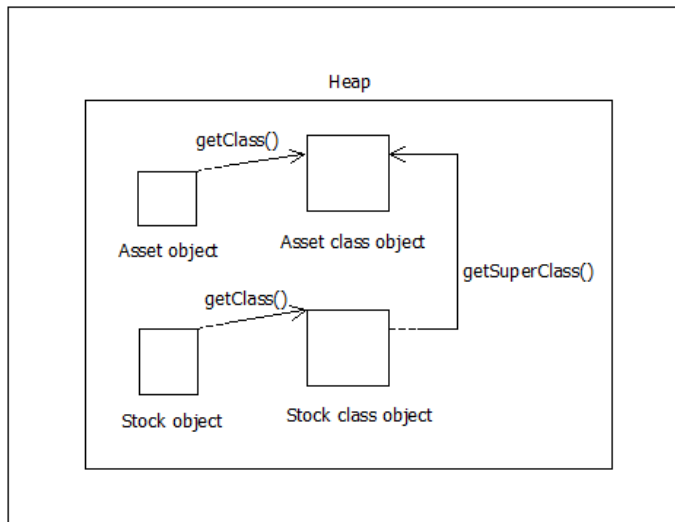 Heap
getClass()
Asset object
Asset class object
getSuperClass()
getClass()
Stock object
Stock class object